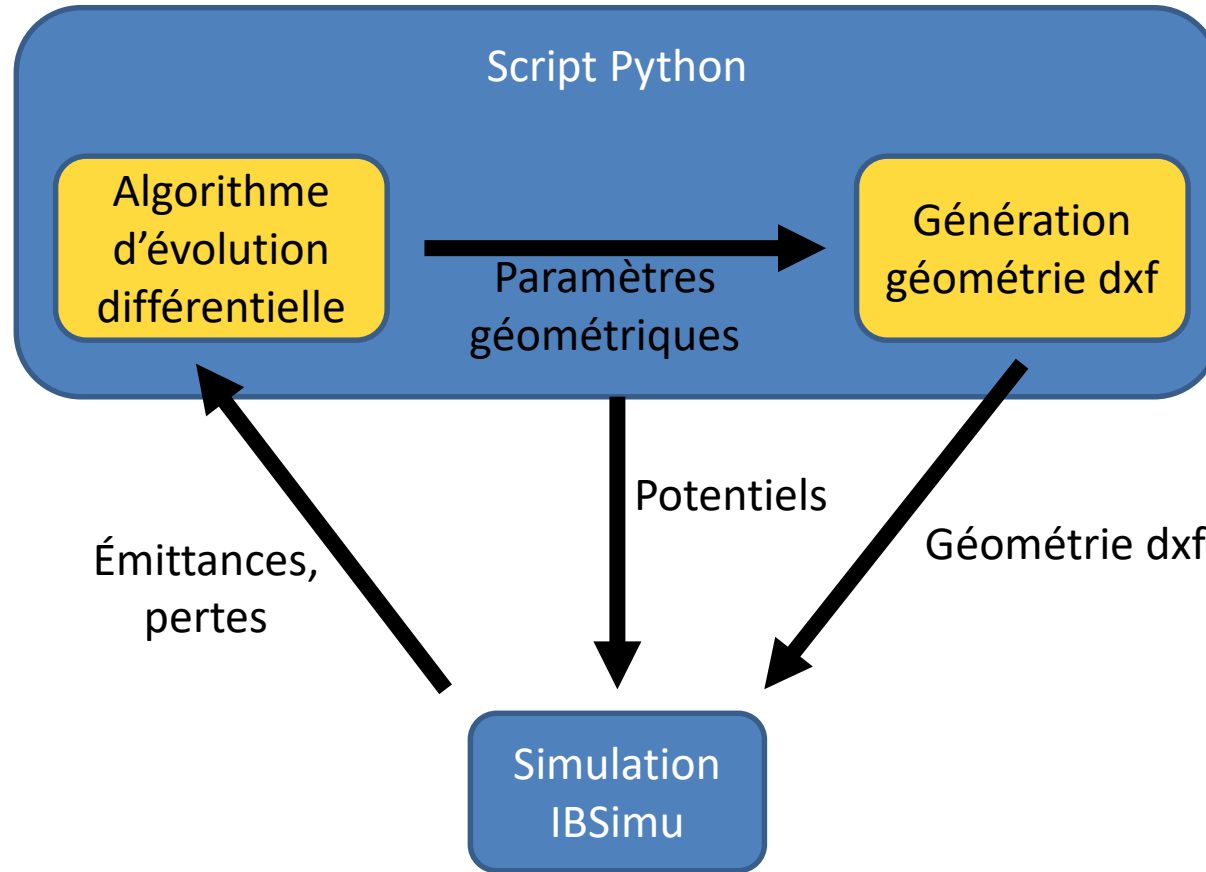 Script Python
Algorithme
d’évolution
différentielle
Paramètres
géométriques
Génération
géométrie dxf
Potentiels
Géométrie dxf
Émittances,
pertes
Simulation
IBSimu